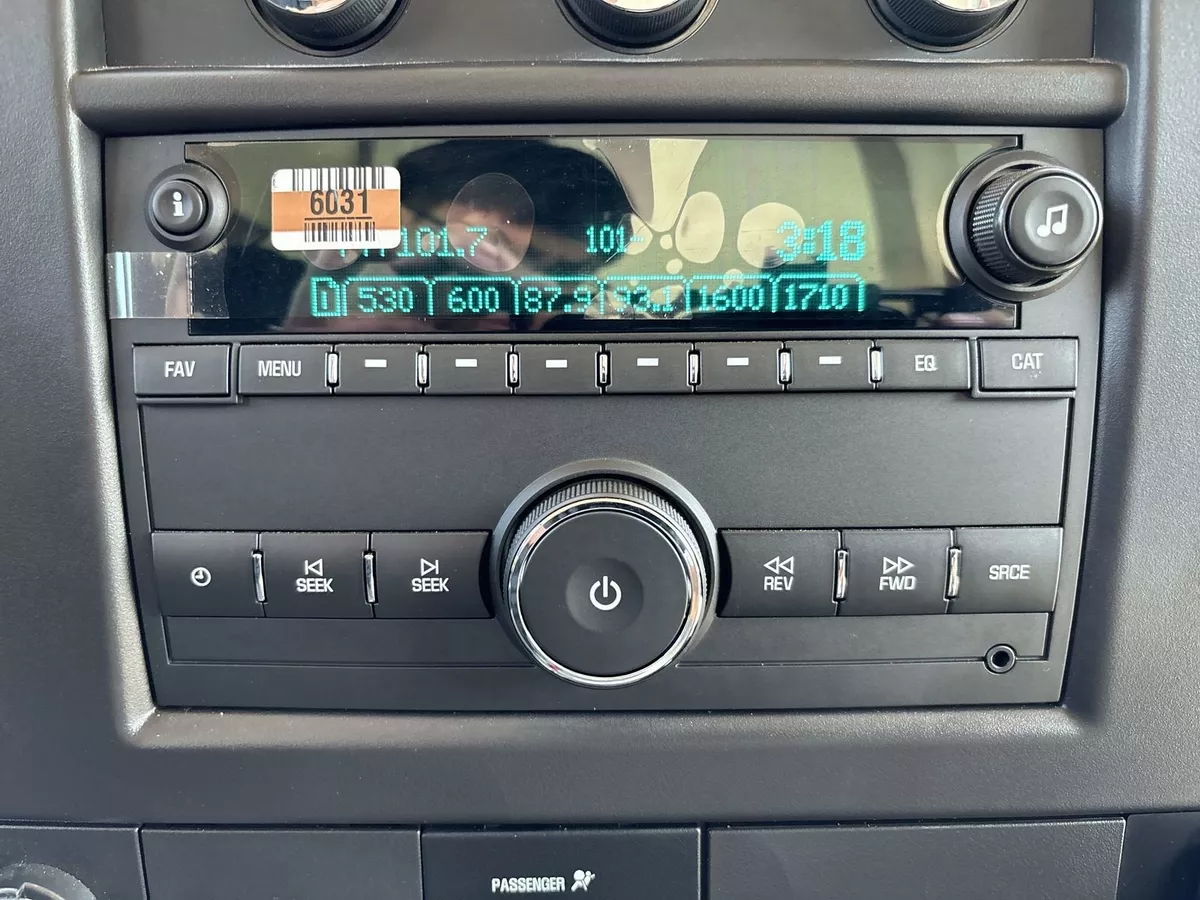 6031
101.7 101- 3:18
1 530 600 87.9 93.1 1600 1710
FAV MENU EQ CAT
SEEK SEEK REV FWD SRCE
PASSENGER